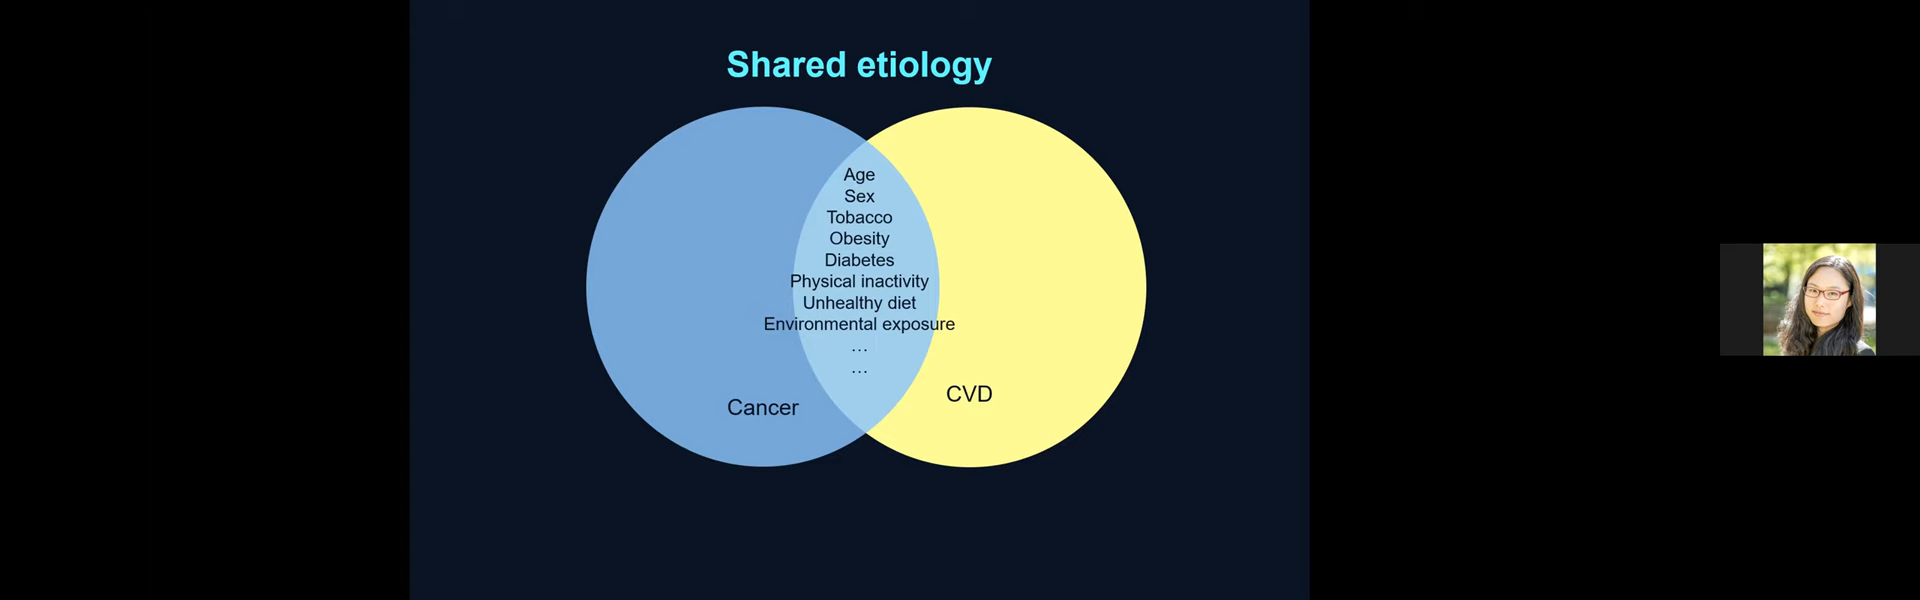 Shared etiology
Age
Sex
Tobacco
Obesity
Diabetes
Physical inactivity
Unhealthy diet
Environmental exposure
...
...
CVD
Cancer